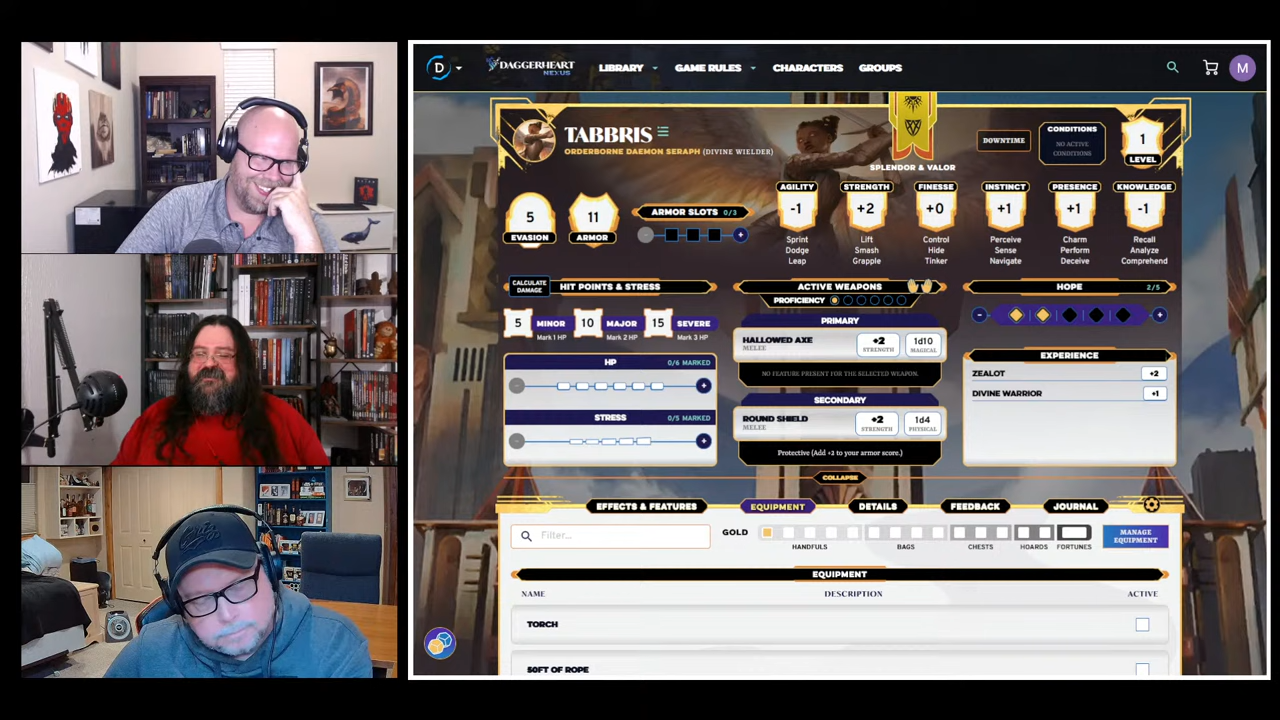 D
DAGGERHEART
NEXUS
LIBRARY
GAME RULES
CHARACTERS
GROUPS
M
TABBRIS
ORDERBORNE DAEMON SERAPH (DIVINE WIELDER)
SPLENDOR & VALOR
DOWNTIME
CONDITIONS
NO ACTIVE
CONDITIONS
1
LEVEL
5
EVASION
11
ARMOR
ARMOR SLOTS 0/3
AGILITY
-1
Sprint
Dodge
Leap
STRENGTH
+2
Lift
Smash
Grapple
FINESSE
+0
Control
Hide
Tinker
INSTINCT
+1
Perceive
Sense
Navigate
PRESENCE
+1
Charm
Perform
Deceive
KNOWLEDGE
-1
Recall
Analyze
Comprehend
CALCULATE
DAMAGE
HIT POINTS & STRESS
5
MINOR
Mark 1 HP
10
MAJOR
Mark 2 HP
15
SEVERE
Mark 3 HP
HP
0/6 MARKED
STRESS
0/5 MARKED
ACTIVE WEAPONS
PROFICIENCY
PRIMARY
HALLOWED AXE
MELEE
+2
STRENGTH
1d10
MAGICAL
NO FEATURE PRESENT FOR THE SELECTED WEAPON.
SECONDARY
ROUND SHIELD
MELEE
+2
STRENGTH
1d4
PHYSICAL
Protective (Add +2 to your armor score.)
HOPE
2/5
EXPERIENCE
ZEALOT
+2
DIVINE WARRIOR
+1
COLLAPSE
EFFECTS & FEATURES
EQUIPMENT
DETAILS
FEEDBACK
JOURNAL
Filter...
GOLD
HANDFULS
BAGS
CHESTS
HOARDS
FORTUNES
MANAGE
EQUIPMENT
EQUIPMENT
NAME
DESCRIPTION
ACTIVE
TORCH
50FT OF ROPE